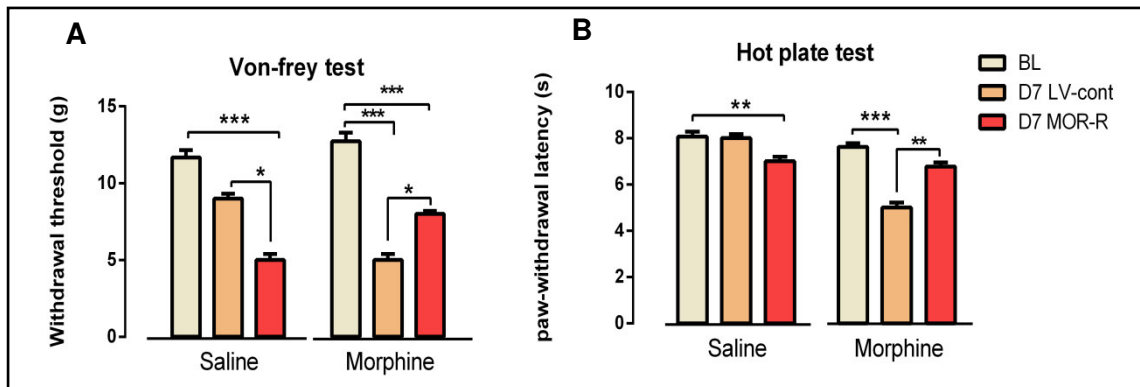 A
Von-frey test
Withdrawal threshold (g)
15
10
5
0
***
*
***
***
*
Saline
Morphine
B
Hot plate test
paw-withdrawal latency (s)
10
8
6
4
2
0
**
***
**
Saline
Morphine
BL
D7 LV-cont
D7 MOR-R